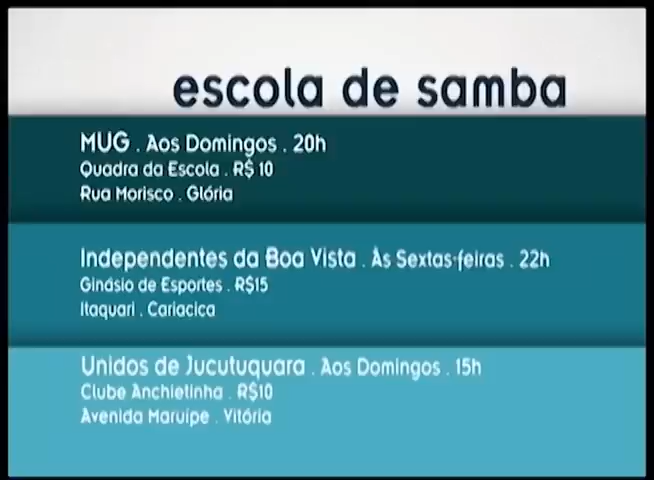 escola de samba
MUG . Aos Domingos . 20h
Quadra da Escola . R$ 10
Rua Morisco . Glória
Independentes da Boa Vista . Às Sextas-feiras . 22h
Ginásio de Esportes . R$15
Itaquari . Cariacica
Unidos de Jucutuquara . Aos Domingos . 15h
Clube Anchietinha . R$10
Avenida Maruípe . Vitória